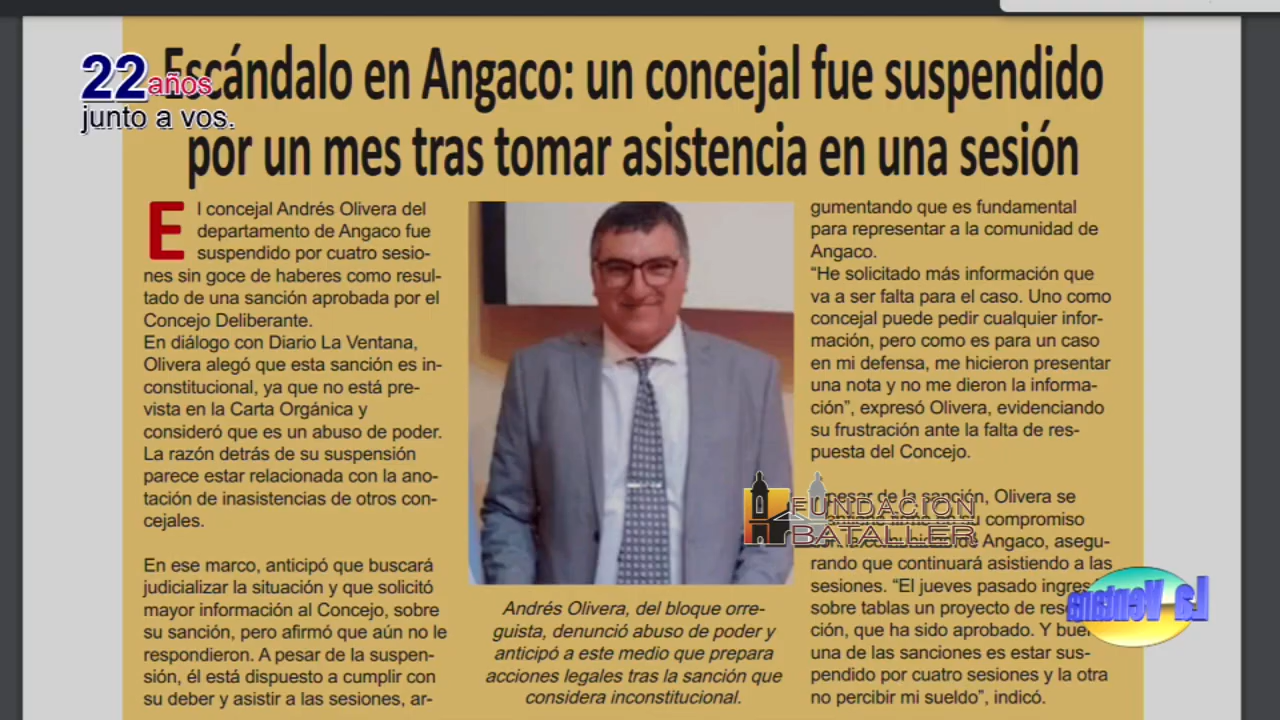 22 años
junto a vos.
Escándalo en Angaco: un concejal fue suspendido
por un mes tras tomar asistencia en una sesión
El concejal Andrés Olivera del
departamento de Angaco fue
suspendido por cuatro sesio-
nes sin goce de haberes como resul-
tado de una sanción aprobada por el
Concejo Deliberante.
En diálogo con Diario La Ventana,
Olivera alegó que esta sanción es in-
constitucional, ya que no está pre-
vista en la Carta Orgánica y
consideró que es un abuso de poder.
La razón detrás de su suspensión
parece estar relacionada con la ano-
tación de inasistencias de otros con-
cejales.
En ese marco, anticipó que buscará
judicializar la situación y que solicitó
mayor información al Concejo, sobre
su sanción, pero afirmó que aún no le
respondieron. A pesar de la suspen-
sión, él está dispuesto a cumplir con
su deber y asistir a las sesiones, ar-
Andrés Olivera, del bloque orre-
guista, denunció abuso de poder y
anticipó a este medio que prepara
acciones legales tras la sanción que
considera inconstitucional.
gumentando que es fundamental
para representar a la comunidad de
Angaco.
“He solicitado más información que
va a ser falta para el caso. Uno como
concejal puede pedir cualquier infor-
mación, pero como es para un caso
en mi defensa, me hicieron presentar
una nota y no me dieron la informa-
ción”, expresó Olivera, evidenciando
su frustración ante la falta de res-
puesta del Concejo.
pesar de la sanción, Olivera se
su compromiso
de Angaco, asegu-
rando que continuará asistiendo a las
sesiones. “El jueves pasado ingresó
sobre tablas un proyecto de
ción, que ha sido aprobado. Y
una de las sanciones es estar sus-
pendido por cuatro sesiones y la otra
no percibir mi sueldo”, indicó.
FUNDACION
BATALLER
La Ventana